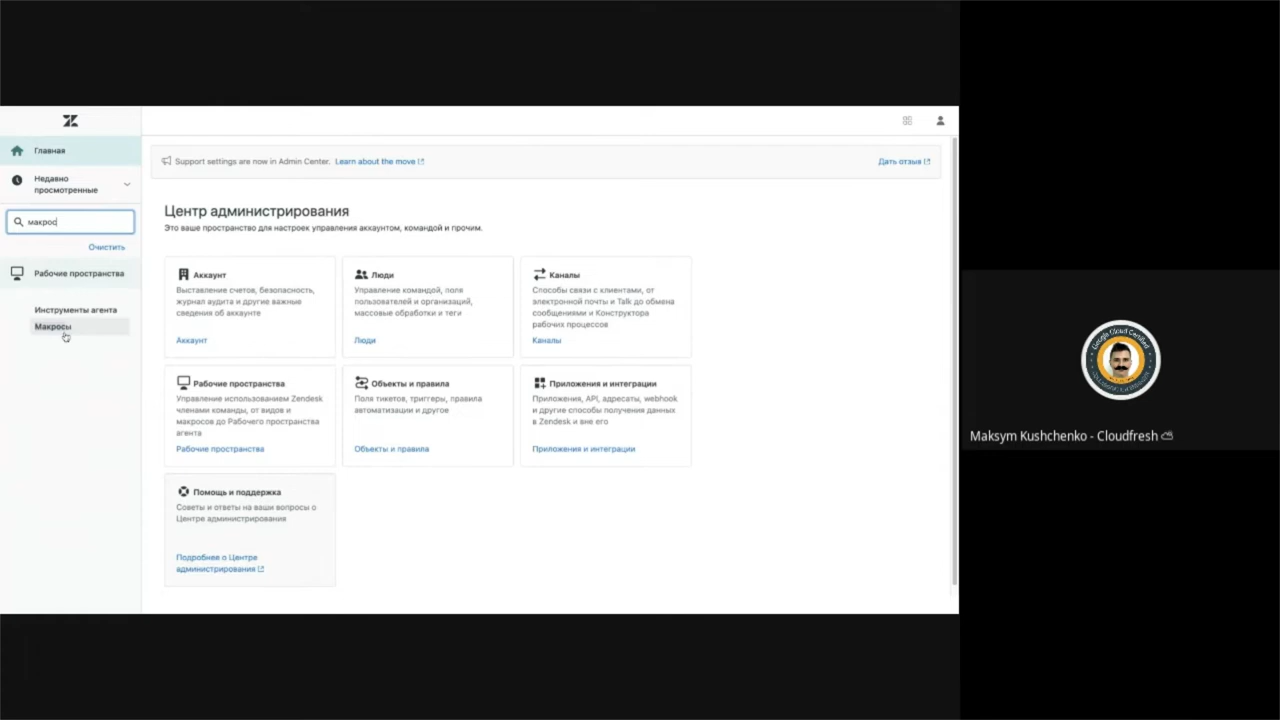 Главная
Недавно
просмотренные
макрос
Очистить
Рабочие пространства
Инструменты агента
Макросы
Support settings are now in Admin Center. Learn about the move
Дать отзыв
Центр администрирования
Это ваше пространство для настроек управления аккаунтом, командой и прочим.
Аккаунт
Выставление счетов, безопасность,
журнал аудита и другие важные
сведения об аккаунте
Аккаунт
Люди
Управление командой, поля
пользователей и организаций,
массовые обработки и теги
Люди
Каналы
Способы связи с клиентами, от
электронной почты и Talk до обмена
сообщениями и Конструктора
рабочих процессов
Каналы
Рабочие пространства
Управление использованием Zendesk
членами команды, от видов и
макросов до Рабочего пространства
агента
Рабочие пространства
Объекты и правила
Поля тикетов, триггеры, правила
автоматизации и другое
Объекты и правила
Приложения и интеграции
Приложения, API, адресаты, webhook
и другие способы получения данных
в Zendesk и вне его
Приложения и интеграции
Помощь и поддержка
Советы и ответы на ваши вопросы о
Центре администрирования
Подробнее о Центре
администрирования
Google Cloud Certified
Maksym Kushchenko - Cloudfresh